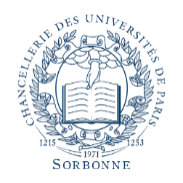 CHANCELLERIE DES UNIVERSITÉS DE PARIS
1215 1253
1971
SORBONNE